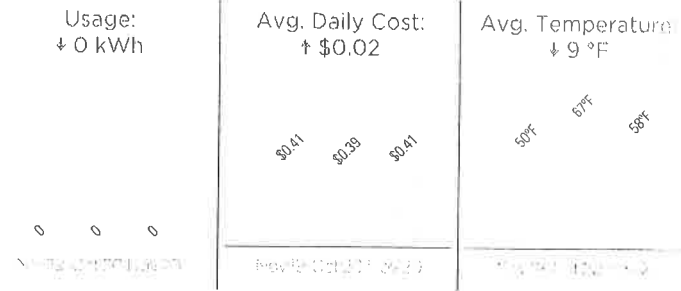 Usage:
↓ 0 kWh
0 0 0
Avg. Daily Cost:
↑ $0.02
$0.41 $0.39 $0.41
Avg. Temperature
↓ 9 °F
50°F 67°F 58°F